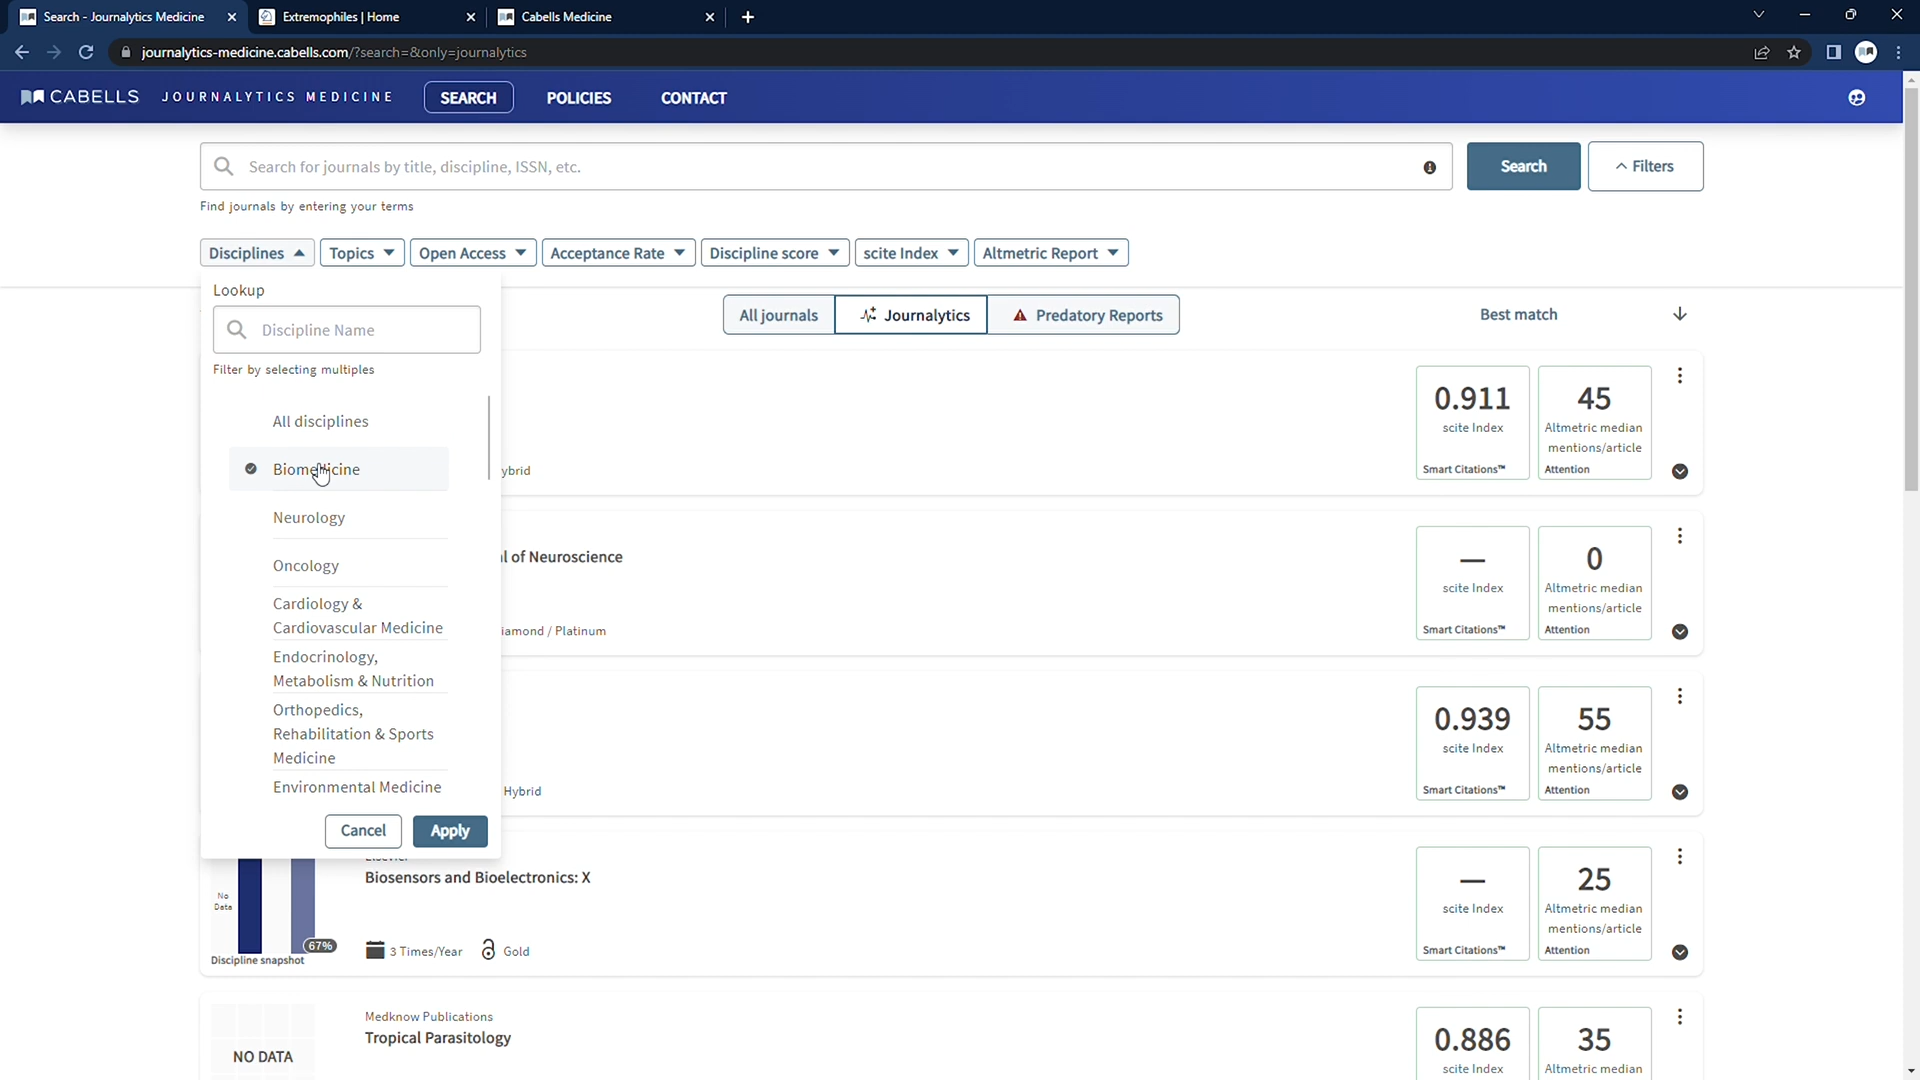 Search - Journalytics Medicine
Extremophiles | Home
Cabells Medicine
journalytics-medicine.cabells.com/?search=&only=journalytics
CABELLS JOURNALYTICS MEDICINE SEARCH POLICIES CONTACT
Search for journals by title, discipline, ISSN, etc.
Search
Filters
Find journals by entering your terms
Disciplines Topics Open Access Acceptance Rate Discipline score scite Index Altmetric Report
Lookup
Discipline Name
Filter by selecting multiples
All disciplines
Biomedicine
Neurology
Oncology
Cardiology &
Cardiovascular Medicine
Endocrinology,
Metabolism & Nutrition
Orthopedics,
Rehabilitation & Sports
Medicine
Environmental Medicine
Cancel Apply
All journals Journalytics Predatory Reports
Best match
ybrid
0.911
scite Index
Smart Citations™
45
Altmetric median
mentions/article
Attention
l of Neuroscience
iamond / Platinum
—
scite Index
Smart Citations™
0
Altmetric median
mentions/article
Attention
Hybrid
0.939
scite Index
Smart Citations™
55
Altmetric median
mentions/article
Attention
Biosensors and Bioelectronics: X
No
Data
67%
Discipline snapshot
3 Times/Year Gold
—
scite Index
Smart Citations™
25
Altmetric median
mentions/article
Attention
Medknow Publications
Tropical Parasitology
NO DATA
0.886
scite Index
35
Altmetric median